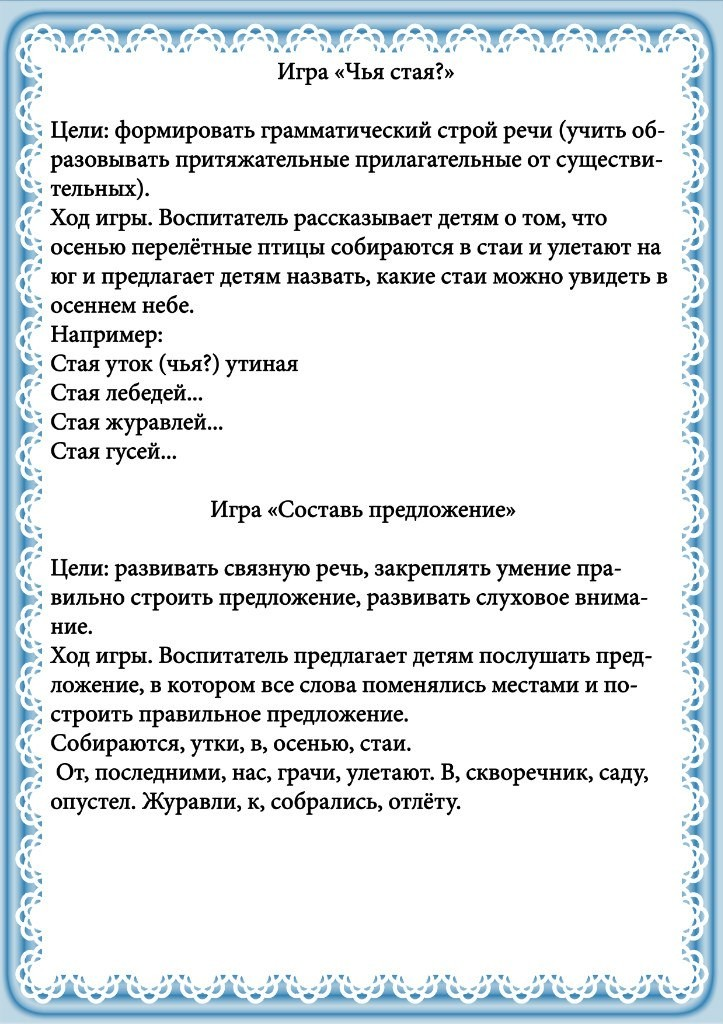 Игра «Чья стая?»
Цели: формировать грамматический строй речи (учить об-
разовывать притяжательные прилагательные от существи-
тельных).
Ход игры. Воспитатель рассказывает детям о том, что
осенью перелётные птицы собираются в стаи и улетают на
юг и предлагает детям назвать, какие стаи можно увидеть в
осеннем небе.
Например:
Стая уток (чья?) утиная
Стая лебедей...
Стая журавлей...
Стая гусей...
Игра «Составь предложение»
Цели: развивать связную речь, закреплять умение пра-
вильно строить предложение, развивать слуховое внима-
ние.
Ход игры. Воспитатель предлагает детям послушать пред-
ложение, в котором все слова поменялись местами и по-
строить правильное предложение.
Собираются, утки, в, осенью, стаи.
От, последними, нас, грачи, улетают. В, скворечник, саду,
опустел. Журавли, к, собрались, отлёту.